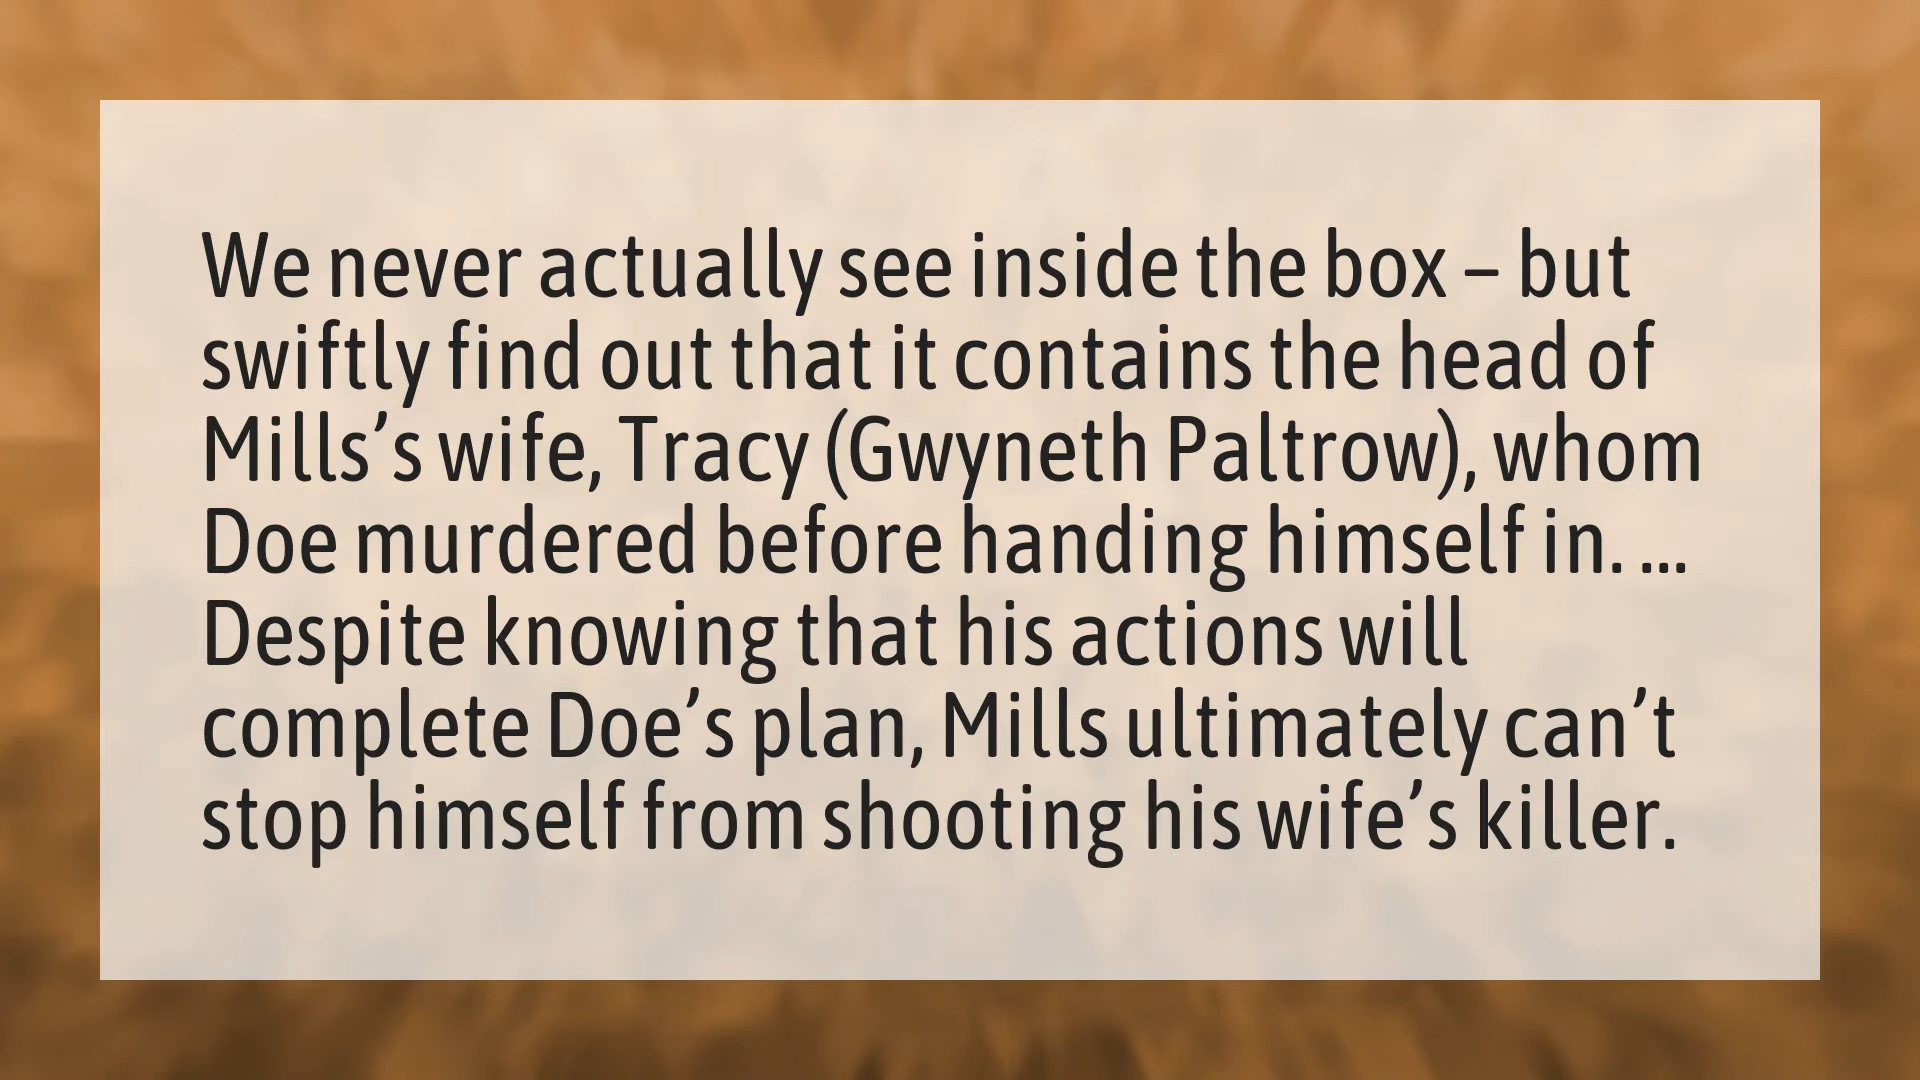 We never actually see inside the box – but
swiftly find out that it contains the head of
Mills’s wife, Tracy (Gwyneth Paltrow), whom
Doe murdered before handing himself in. ...
Despite knowing that his actions will
complete Doe’s plan, Mills ultimately can’t
stop himself from shooting his wife’s killer.